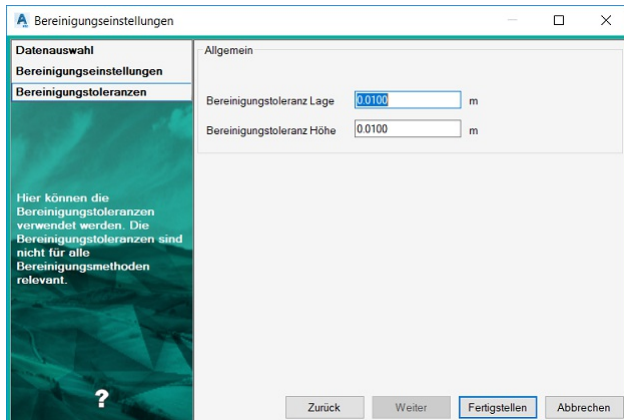 Bereinigungseinstellungen
Datenauswahl
Bereinigungseinstellungen
Bereinigungstoleranzen
Hier können die
Bereinigungstoleranzen
verwendet werden. Die
Bereinigungstoleranzen sind
nicht für alle
Bereinigungsmethoden
relevant.
?
Allgemein
Bereinigungstoleranz Lage 0.0100 m
Bereinigungstoleranz Höhe 0.0100 m
Zurück Weiter Fertigstellen Abbrechen